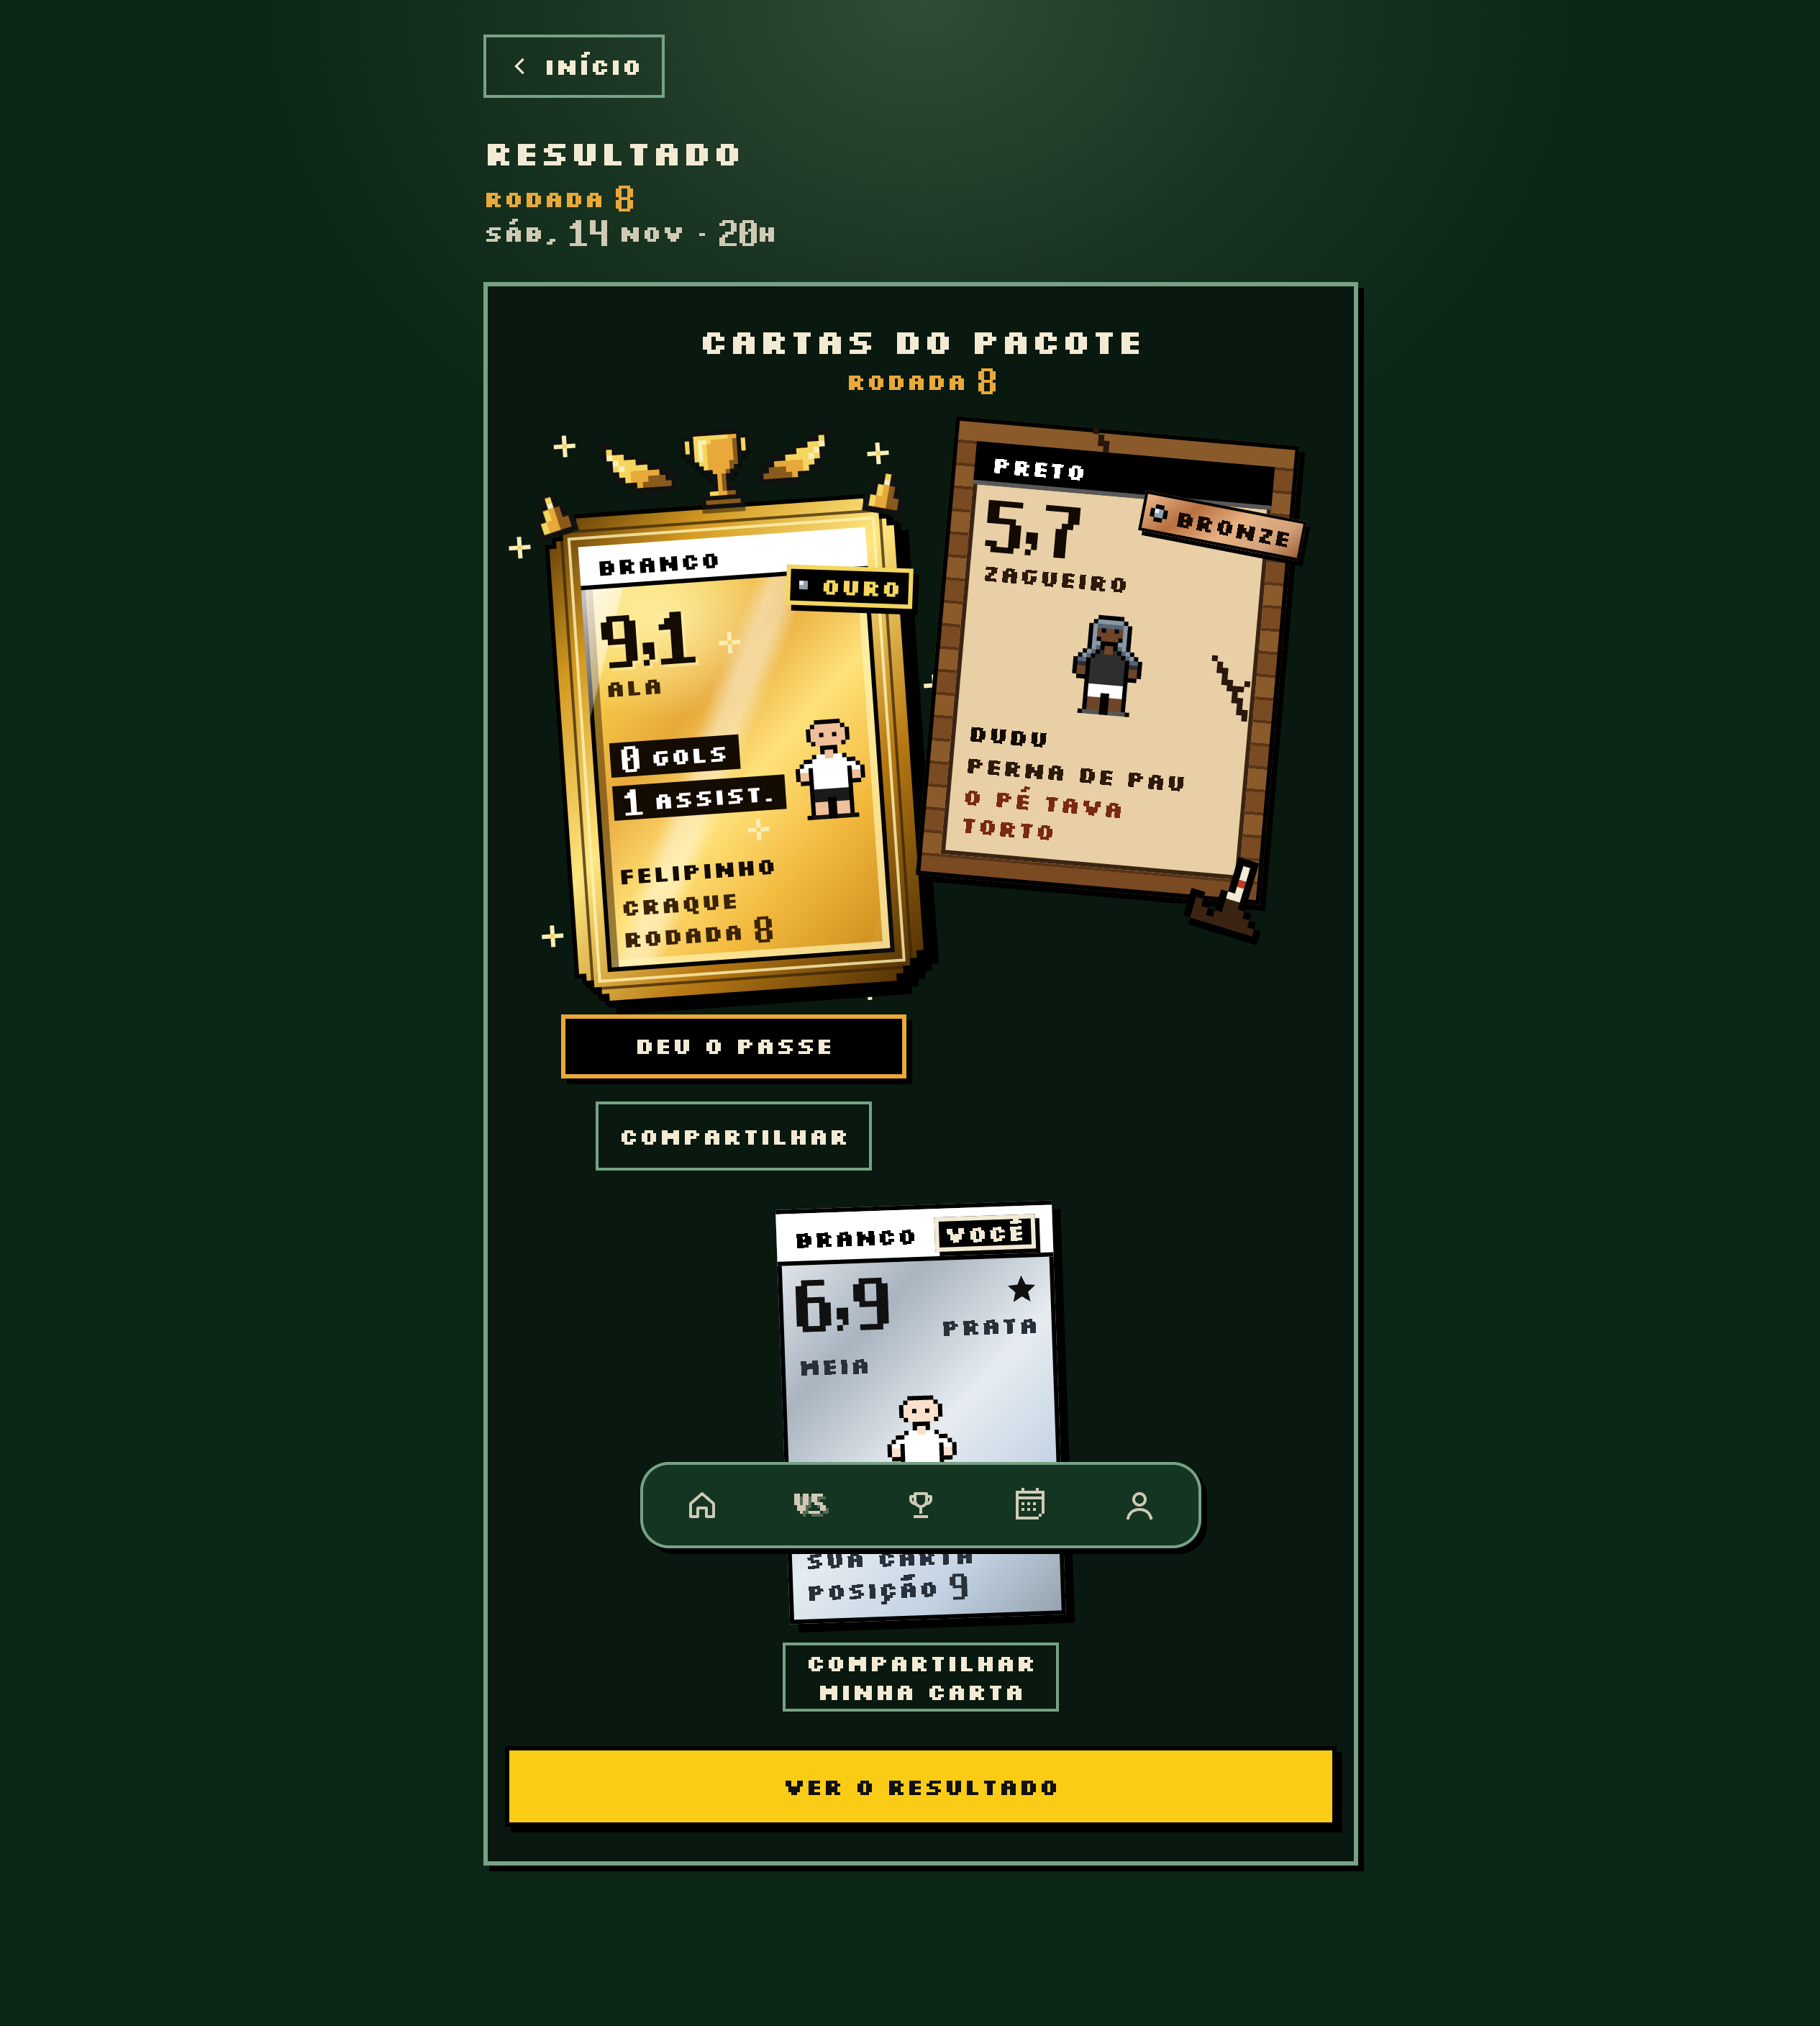 INÍCIO
RESULTADO
RODADA 8
SÁB, 14 NOV · 20H
CARTAS DO PACOTE
RODADA 8
BRANCO
OURO
9,1
ALA
0 GOLS
1 ASSIST.
FELIPINHO
CRAQUE
RODADA 8
PRETO
BRONZE
5,7
ZAGUEIRO
DUDU
PERNA DE PAU
O PÉ TAVA
TORTO
DEU O PASSE
COMPARTILHAR
BRANCO VOCÊ
6,9
PRATA
MEIA
VS
SUA CARTA
POSIÇÃO 9
COMPARTILHAR
MINHA CARTA
VER O RESULTADO